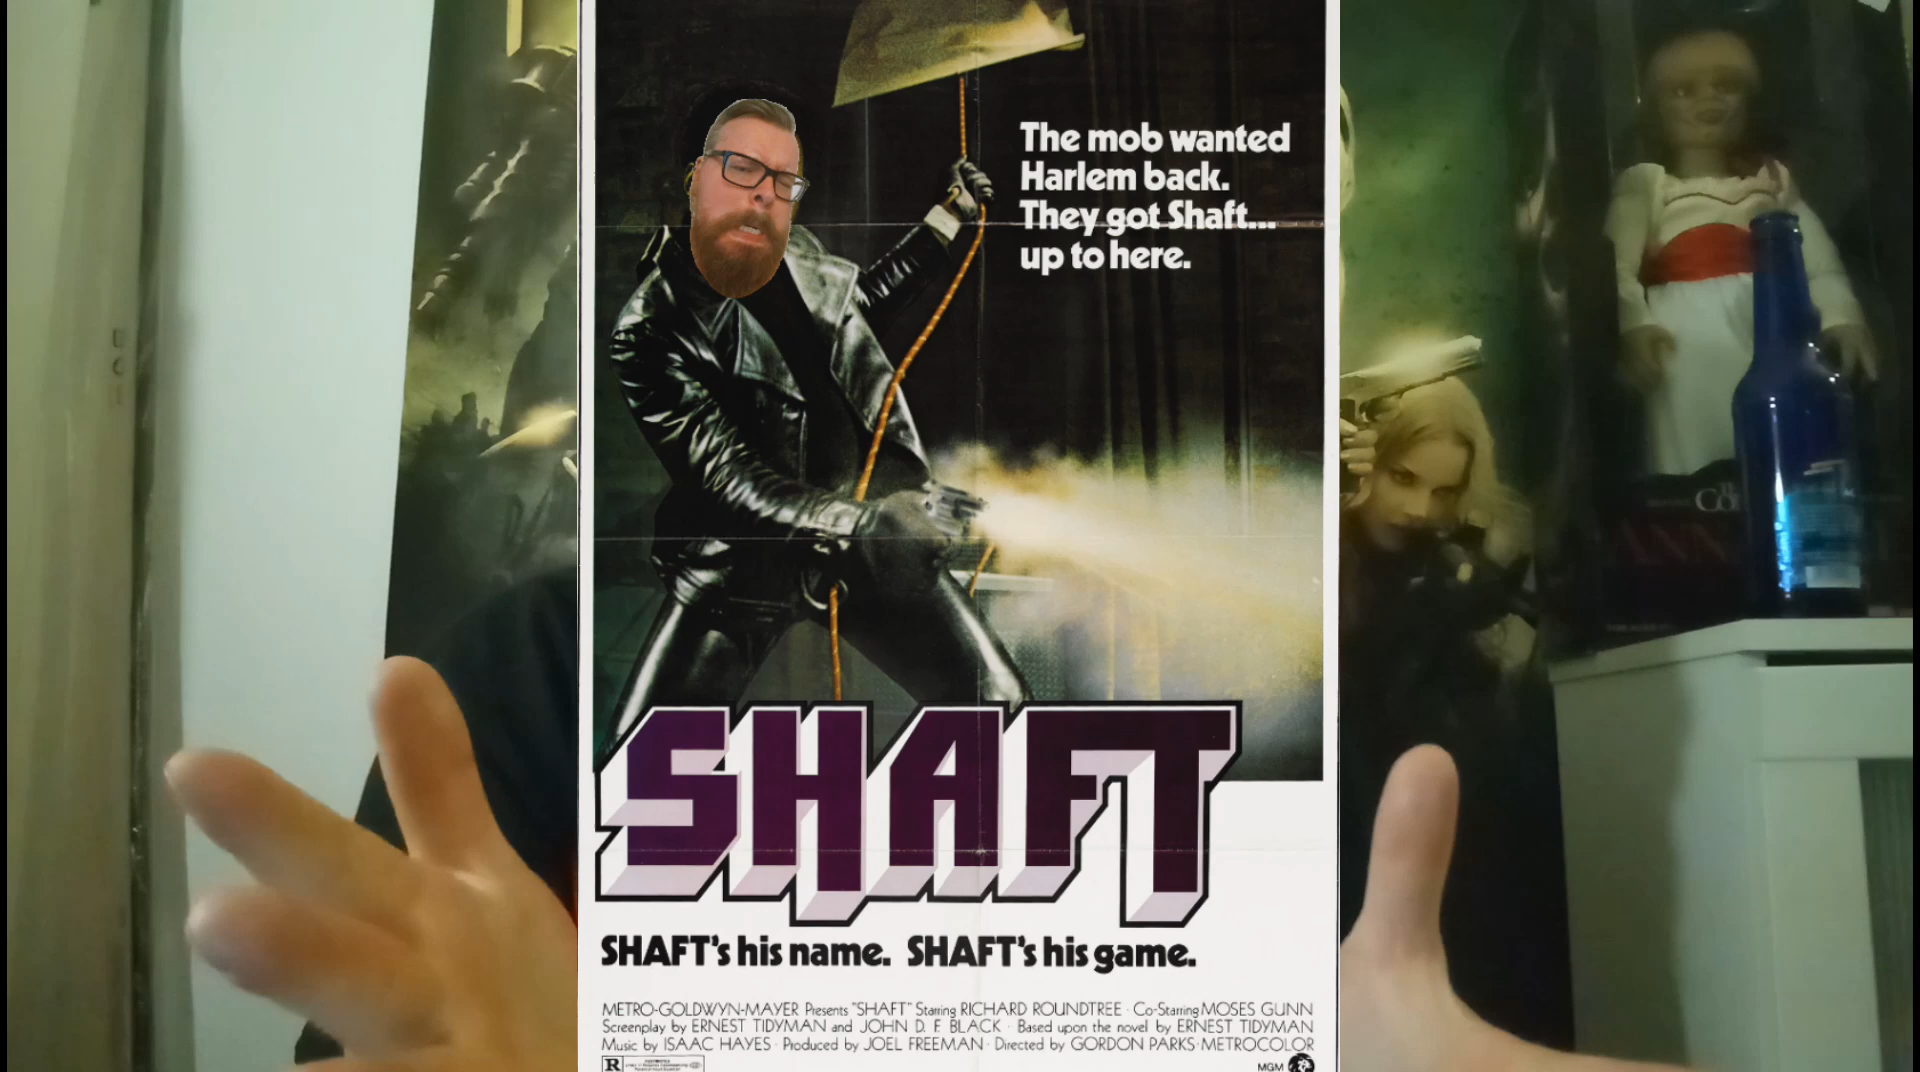 The mob wanted
Harlem back.
They got Shaft...
up to here.
SHAFT
SHAFT's his name. SHAFT's his game.
METRO-GOLDWYN-MAYER Presents "SHAFT" Starring RICHARD ROUNDTREE · Co-Starring MOSES GUNN
Screenplay by ERNEST TIDYMAN and JOHN D. F. BLACK · Based upon the novel by ERNEST TIDYMAN
Music by ISAAC HAYES · Produced by JOEL FREEMAN · Directed by GORDON PARKS · METROCOLOR
R
MGM